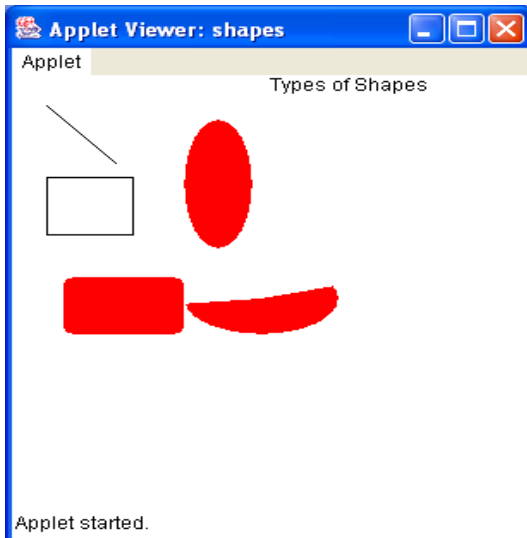 Applet Viewer: shapes
Applet
Types of Shapes
Applet started.